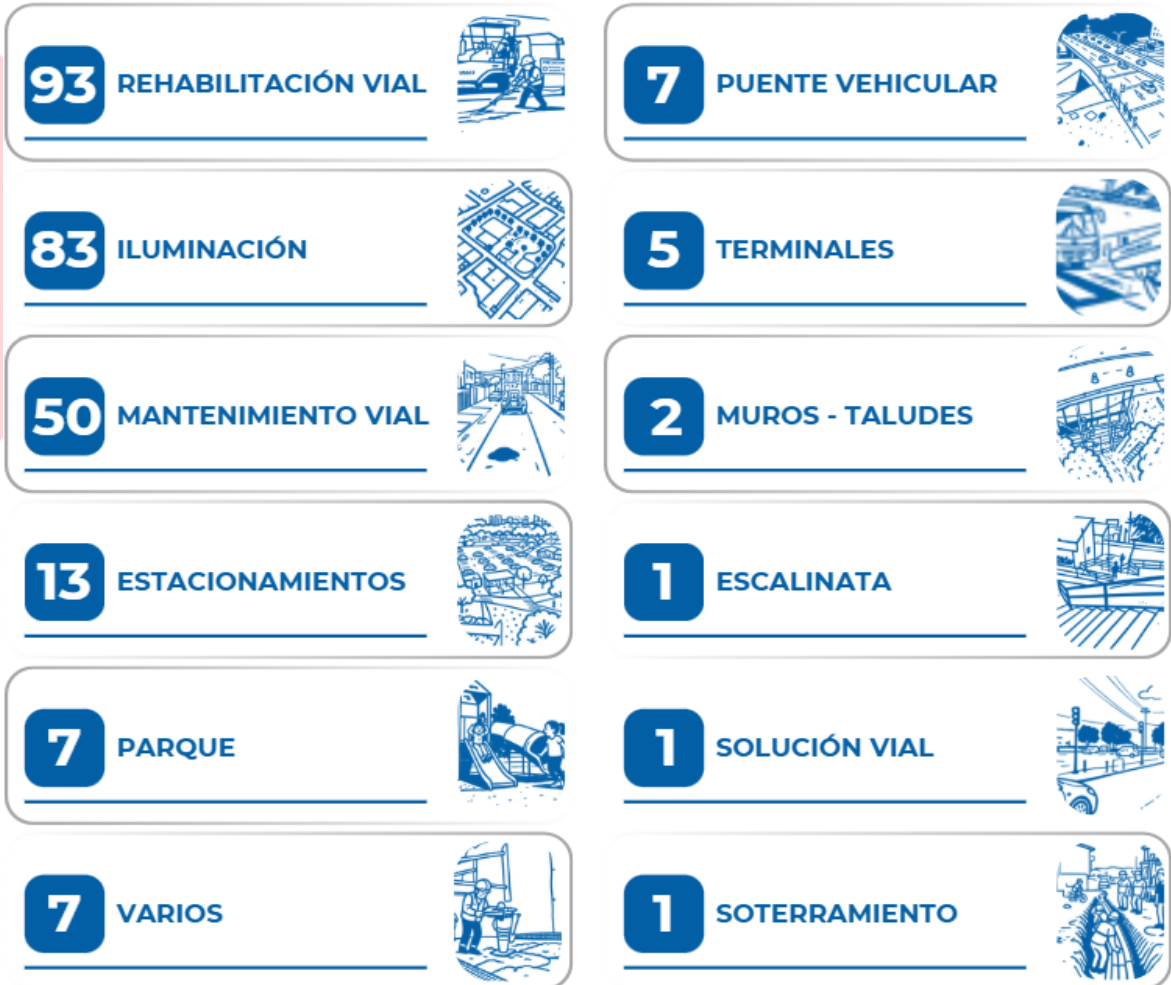 93 REHABILITACIÓN VIAL
7 PUENTE VEHICULAR
83 ILUMINACIÓN
5 TERMINALES
50 MANTENIMIENTO VIAL
2 MUROS - TALUDES
13 ESTACIONAMIENTOS
1 ESCALINATA
7 PARQUE
1 SOLUCIÓN VIAL
7 VARIOS
1 SOTERRAMIENTO